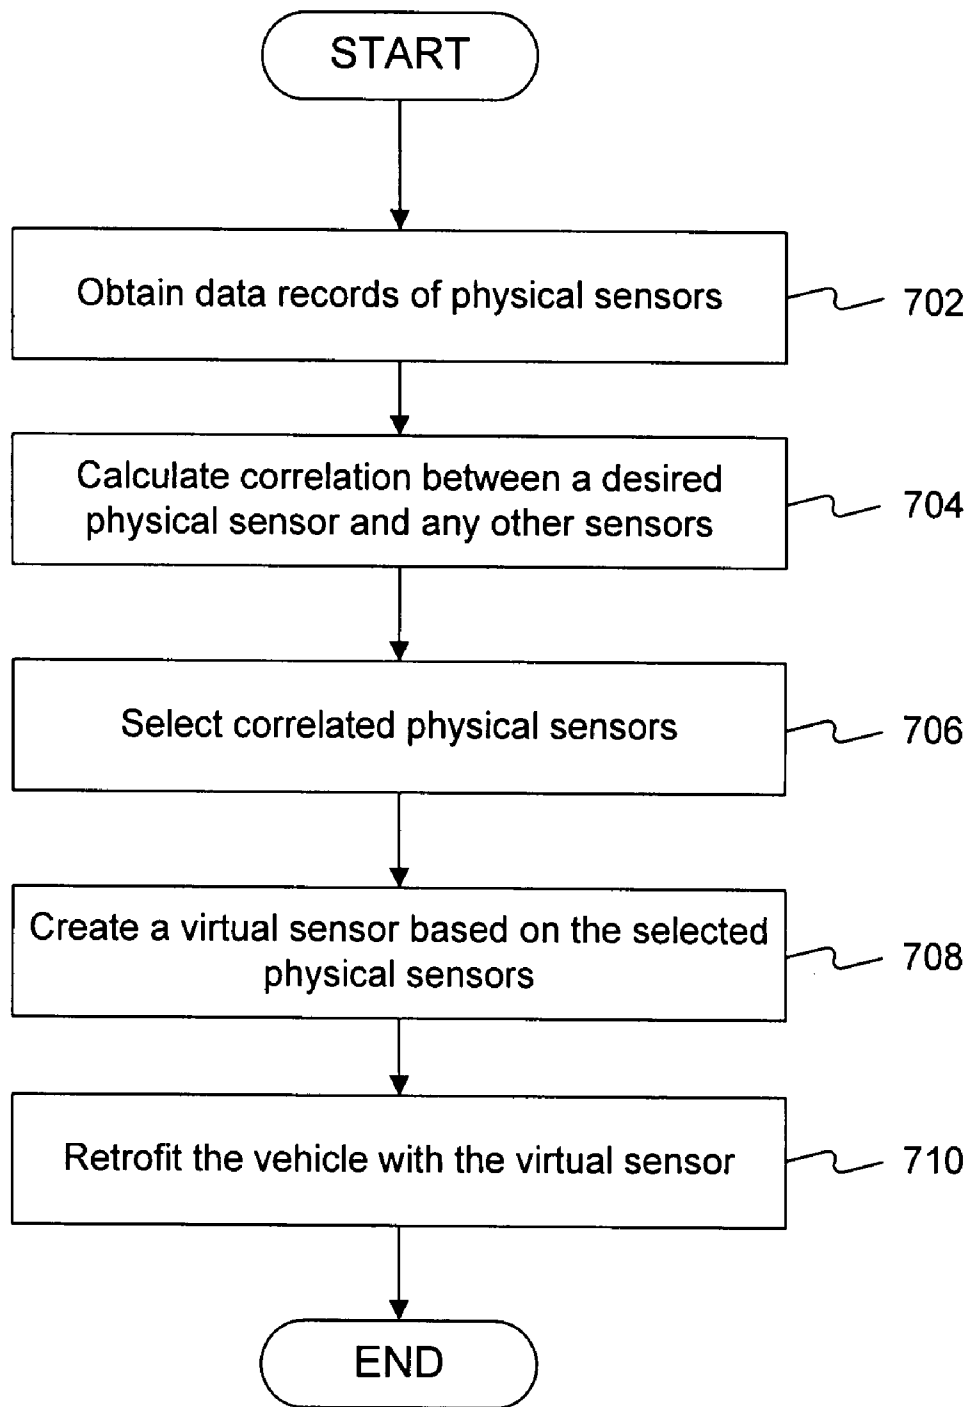 START
Obtain data records of physical sensors
702
Calculate correlation between a desired
physical sensor and any other sensors
704
Select correlated physical sensors
706
Create a virtual sensor based on the selected
physical sensors
708
Retrofit the vehicle with the virtual sensor
710
END